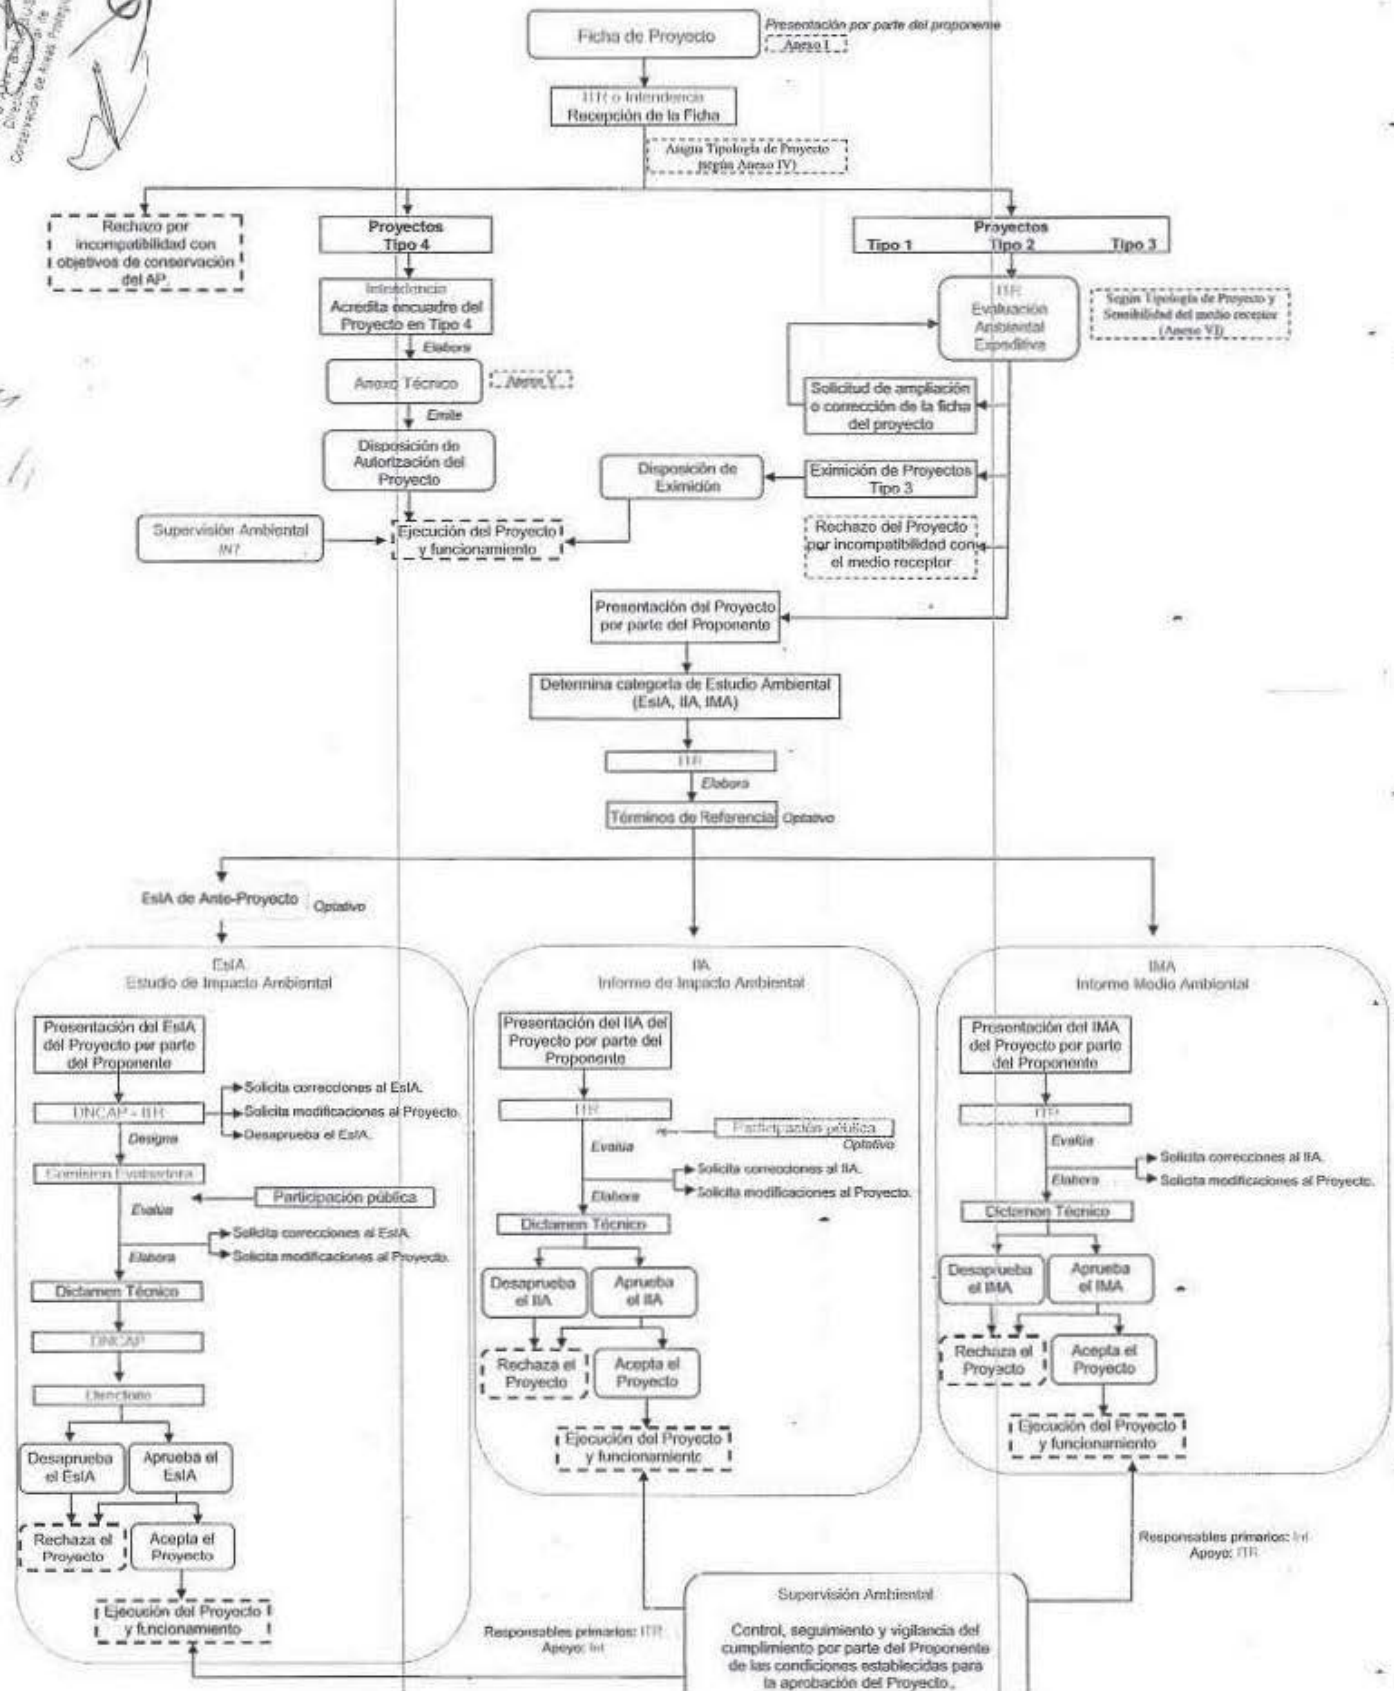 Conservación de Áreas Protegi
Ficha de Proyecto
Presentación por parte del proponente
Anexo I
ITR o Intendencia
Recepción de la Ficha
Asigna Tipología de Proyecto
(según Anexo IV)
Rechazo por
incompatibilidad con
objetivos de conservación
del AP.
Proyectos
Tipo 4
Proyectos
Tipo 1 Tipo 2 Tipo 3
Intendencia
Acredita encuadre del
Proyecto en Tipo 4
Elabora
Anexo Técnico
Anexo V
Emite
Disposición de
Autorización del
Proyecto
ITR
Evaluación
Ambiental
Expeditiva
Según Tipología de Proyecto y
Sensibilidad del medio receptor
(Anexo VI)
Solicitud de ampliación
o corrección de la ficha
del proyecto
Disposición de
Eximición
Eximición de Proyectos
Tipo 3
Supervisión Ambiental
INT
Ejecución del Proyecto
y funcionamiento
Rechazo del Proyecto
por incompatibilidad con
el medio receptor
Presentación del Proyecto
por parte del Proponente
Determina categoría de Estudio Ambiental
(EsIA, IIA, IMA)
ITR
Elabora
Términos de Referencia
Optativo
EsIA de Ante-Proyecto
Optativo
EsIA
Estudio de Impacto Ambiental
Presentación del EsIA
del Proyecto por parte
del Proponente
DNCAP - ITR
Solicita correcciones al EsIA.
Solicita modificaciones al Proyecto.
Desaprueba el EsIA.
Designa
Comisión Evaluadora
Participación pública
Evalúa
Solicita correcciones al EsIA.
Solicita modificaciones al Proyecto.
Elabora
Dictamen Técnico
DNCAP
Directorio
Desaprueba
el EsIA
Aprueba el
EsIA
Rechaza el
Proyecto
Acepta el
Proyecto
Ejecución del Proyecto
y funcionamiento
IIA
Informe de Impacto Ambiental
Presentación del IIA del
Proyecto por parte del
Proponente
ITR
Participación pública
Optativo
Evalúa
Solicita correcciones al IIA.
Solicita modificaciones al Proyecto.
Elabora
Dictamen Técnico
Desaprueba
el IIA
Aprueba
el IIA
Rechaza el
Proyecto
Acepta el
Proyecto
Ejecución del Proyecto
y funcionamiento
IMA
Informe Medio Ambiental
Presentación del IMA
del Proyecto por parte
del Proponente
ITR
Evalúa
Solicita correcciones al IIA.
Solicita modificaciones al Proyecto.
Elabora
Dictamen Técnico
Desaprueba
el IMA
Aprueba
el IMA
Rechaza el
Proyecto
Acepta el
Proyecto
Ejecución del Proyecto
y funcionamiento
Responsables primarios: Int
Apoyo: ITR
Responsables primarios: ITR
Apoyo: Int
Supervisión Ambiental
Control, seguimiento y vigilancia del
cumplimiento por parte del Proponente
de las condiciones establecidas para
la aprobación del Proyecto.